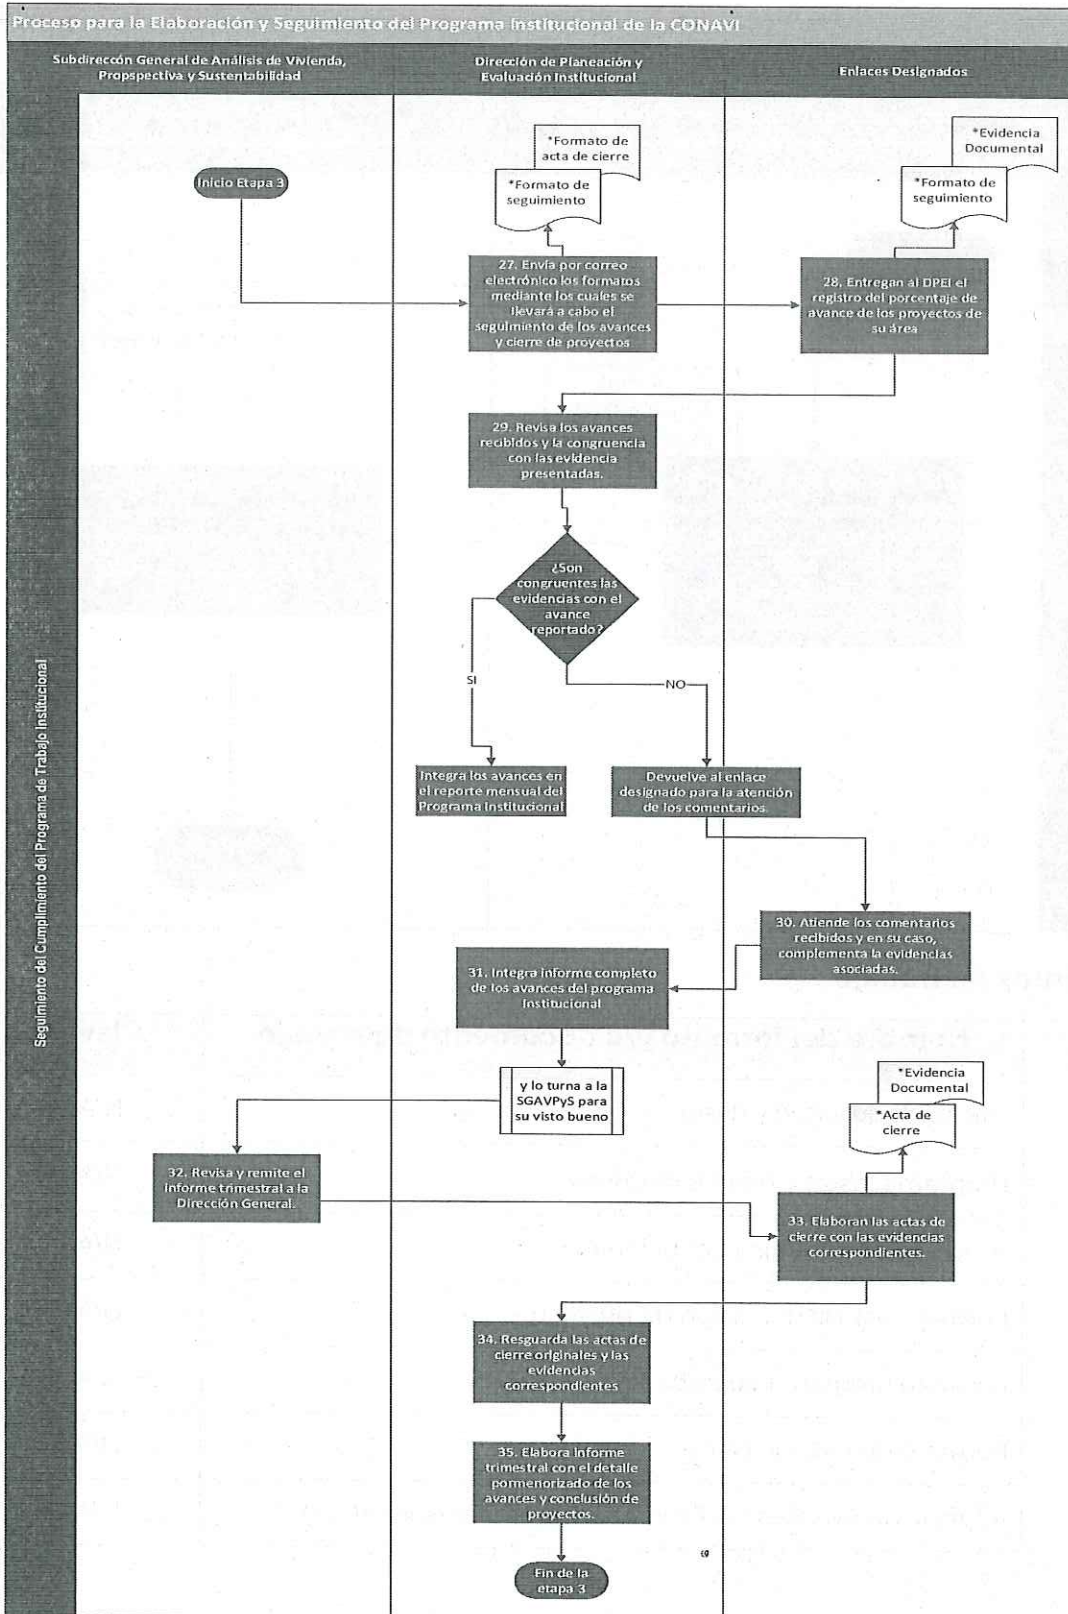 Proceso para la Elaboración y Seguimiento del Programa Institucional de la CONAVI
Subdireccón General de Análisis de Vivienda,
Propspectiva y Sustentabilidad
Dirección de Planeación y
Evaluación Institucional
Enlaces Designados
Seguimiento del Cumplimiento del Programa de Trabajo Institucional
Inicio Etapa 3
*Formato de
acta de cierre
*Formato de
seguimiento
*Evidencia
Documental
*Formato de
seguimiento
27. Envía por correo
electrónico los formatos
mediante los cuales se
llevará a cabo el
seguimiento de los avances
y cierre de proyectos
28. Entregan al DPEI el
registro del porcentaje de
avance de los proyectos de
su área
29. Revisa los avances
recibidos y la congruencia
con las evidencia
presentadas.
¿Son
congruentes las
evidencias con el
avance
reportado?
SI
NO
Integra los avances en
el reporte mensual del
Programa Institucional
Devuelve al enlace
designado para la atención
de los comentarios.
30. Atiende los comentarios
recibidos y en su caso,
complementa la evidencias
asociadas.
31. Integra informe completo
de los avances del programa
Institucional
y lo turna a la
SGAVPyS para
su visto bueno
*Evidencia
Documental
*Acta de
cierre
32. Revisa y remite el
informe trimestral a la
Dirección General.
33. Elaboran las actas de
cierre con las evidencias
correspondientes.
34. Resguarda las actas de
cierre originales y las
evidencias
correspondientes
35. Elabora Informe
trimestral con el detalle
pormenorizado de los
avances y conclusión de
proyectos.
Fin de la
etapa 3